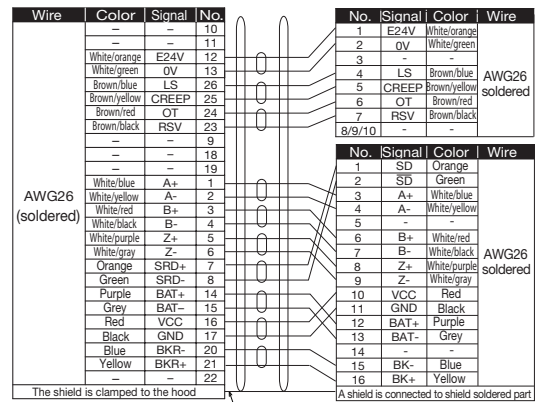 Wire Color Signal No.
– – 10
– – 11
White/orange E24V 12
White/green 0V 13
Brown/blue LS 26
Brown/yellow CREEP 25
Brown/red OT 24
Brown/black RSV 23
– – 9
– – 18
– – 19
White/blue A+ 1
White/yellow A- 2
White/red B+ 3
White/black B- 4
White/purple Z+ 5
White/gray Z- 6
Orange SRD+ 7
Green SRD- 8
Purple BAT+ 14
Grey BAT– 15
Red VCC 16
Black GND 17
Blue BKR- 20
Yellow BKR+ 21
– – 22
AWG26
(soldered)
The shield is clamped to the hood
No. Signal Color Wire
1 E24V White/orange
2 0V White/green
3 - -
4 LS Brown/blue
5 CREEP Brown/yellow
6 OT Brown/red
7 RSV Brown/black
8/9/10 - -
AWG26
soldered
No. Signal Color Wire
1 SD Orange
2 S̅D̅ Green
3 A+ White/blue
4 A- White/yellow
5 - -
6 B+ White/red
7 B- White/black
8 Z+ White/purple
9 Z- White/gray
10 VCC Red
11 GND Black
12 BAT+ Purple
13 BAT- Grey
14 - -
15 BK- Blue
16 BK+ Yellow
AWG26
soldered
A shield is connected to shield soldered part